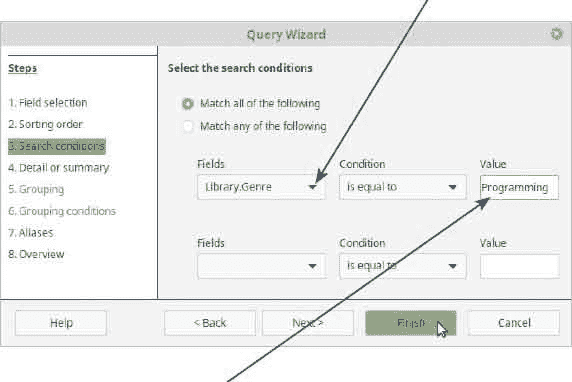 Query Wizard
Steps
1. Field selection
2. Sorting order
3. Search conditions
4. Detail or summary
5. Grouping
6. Grouping conditions
7. Aliases
8. Overview
Select the search conditions
Match all of the following
Match any of the following
Fields Condition Value
Library.Genre is equal to Programming
Fields Condition Value
is equal to
Help < Back Next > Finish Cancel